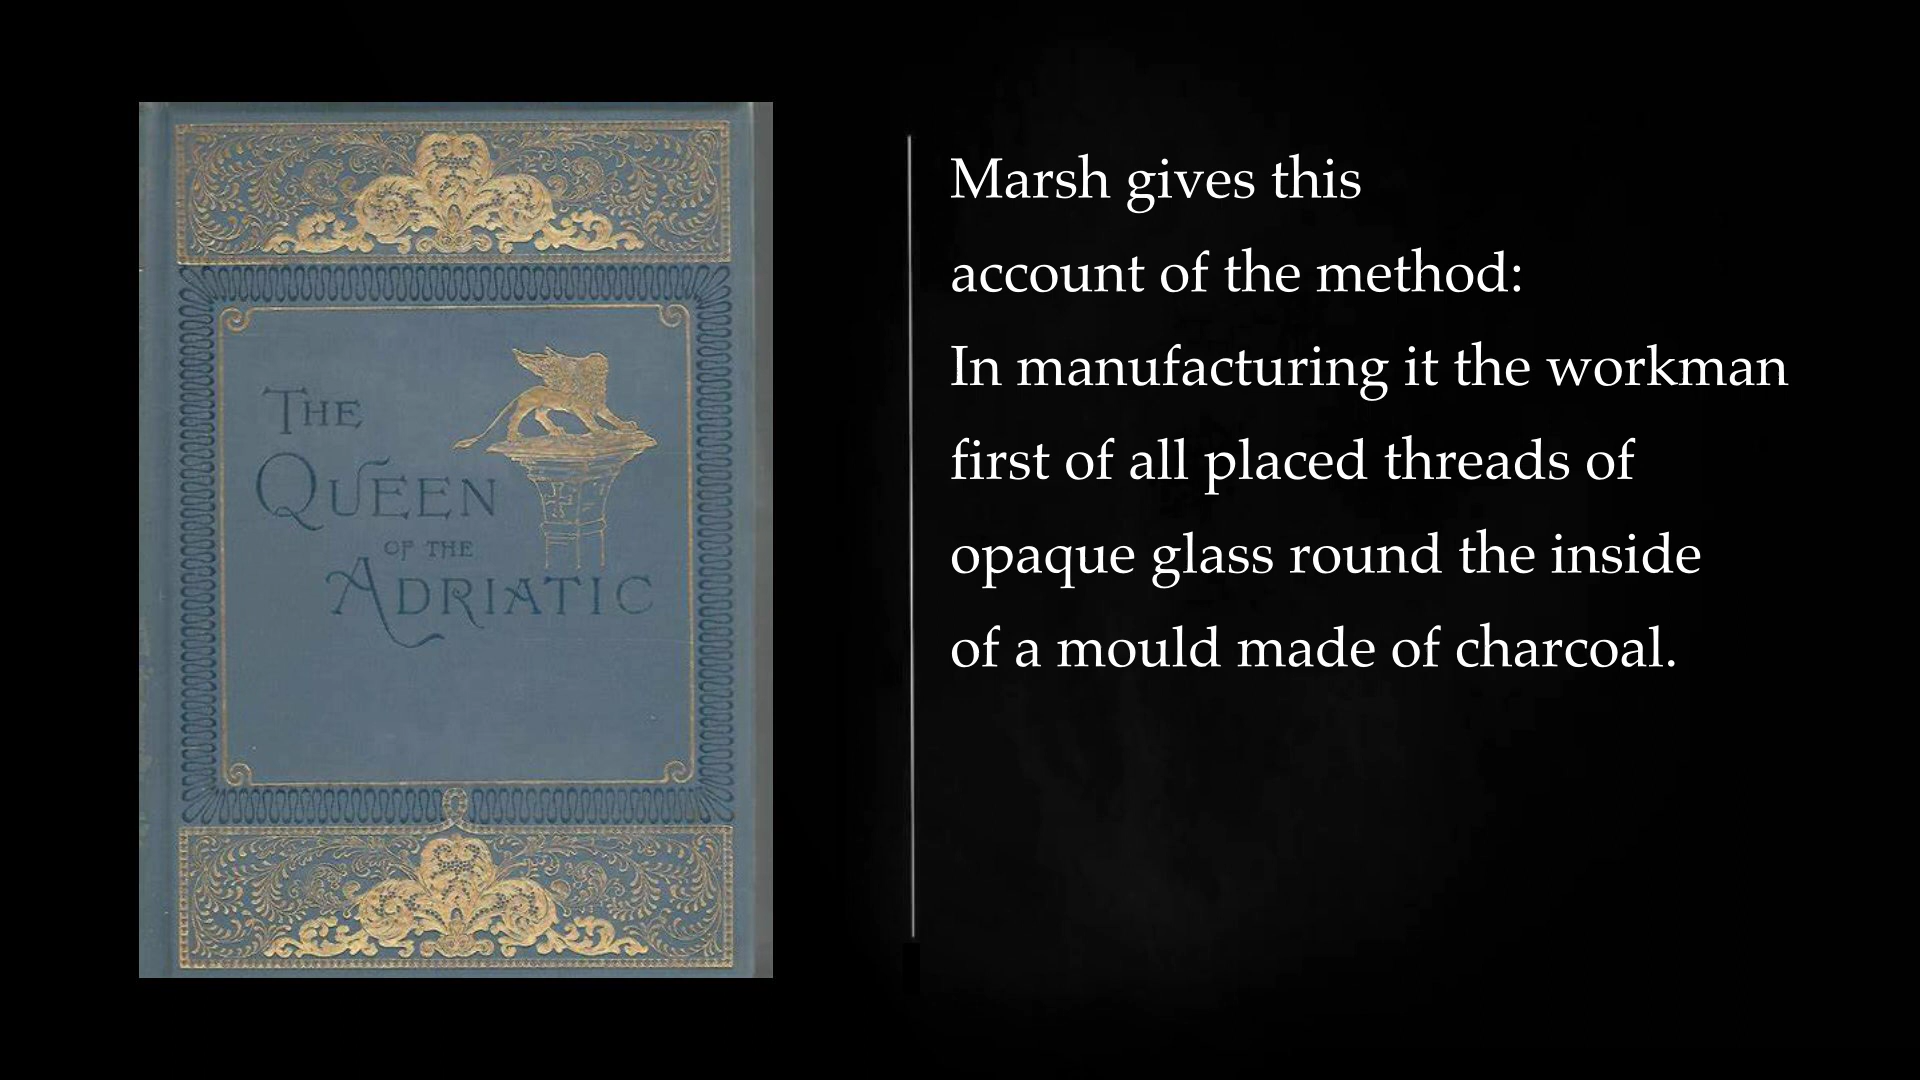 THE
QUEEN
OF THE
ADRIATIC
Marsh gives this
account of the method:
In manufacturing it the workman
first of all placed threads of
opaque glass round the inside
of a mould made of charcoal.